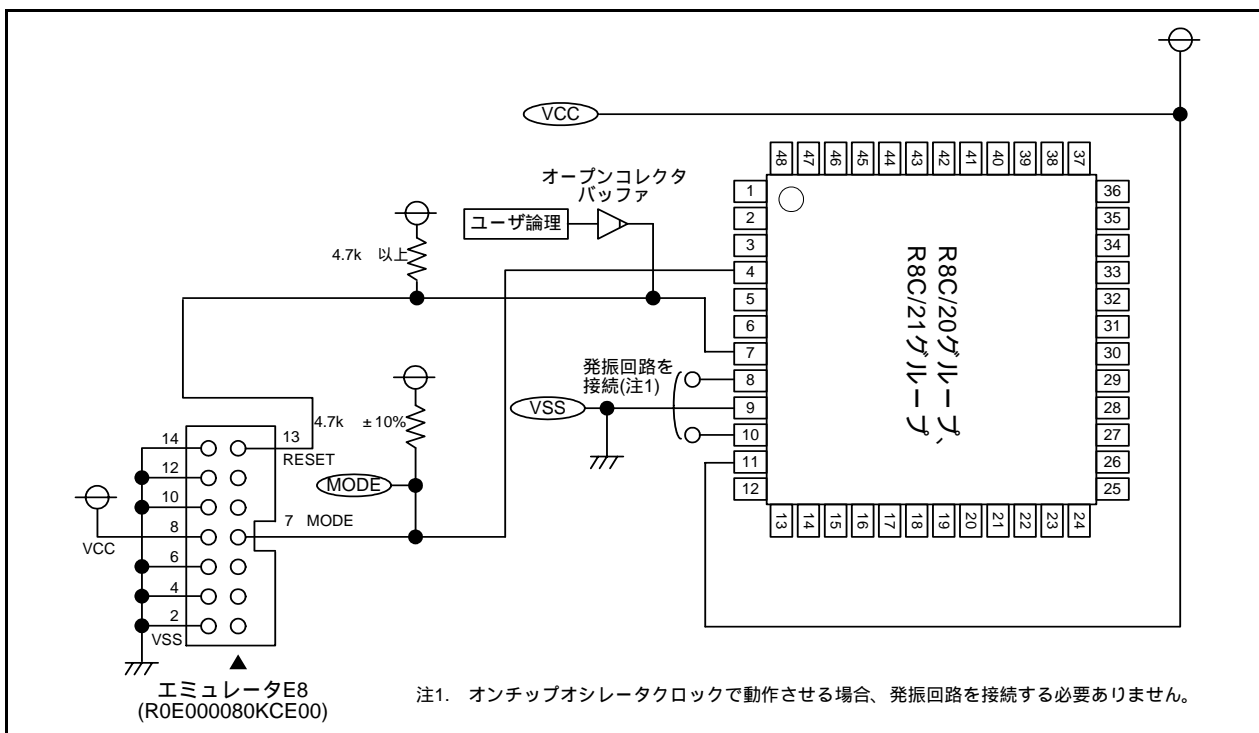 VCC
48 47 46 45 44 43 42 41 40 39 38 37
オープンコレクタ
バッファ
ユーザ論理
4.7k 以上
1
2
3
4
5
6
7
8
9
10
11
12
36
35
34
33
32
31
30
29
28
27
26
25
R8C/20グループ、
R8C/21グループ
発振回路を
接続(注1)
VSS
4.7k ±10%
MODE
14
12
10
8
6
4
2
13
RESET
7 MODE
VCC
VSS
13 14 15 16 17 18 19 20 21 22 23 24
エミュレータE8
(R0E000080KCE00)
注1. オンチップオシレータクロックで動作させる場合、発振回路を接続する必要ありません。